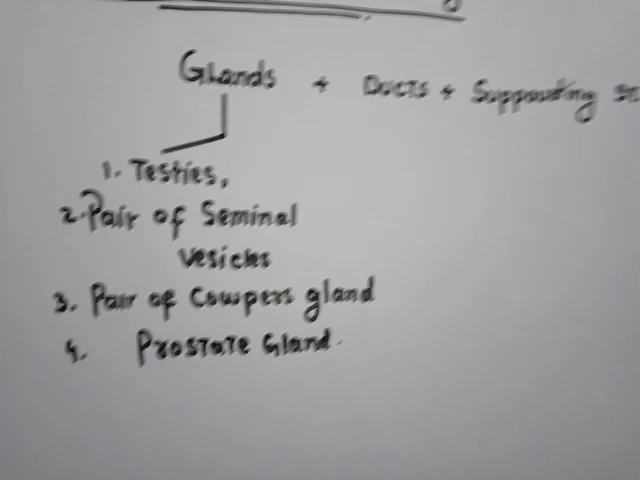 Glands + Ducts + Supporting
1. Testies,
2. Pair of Seminal
vesicles
3. Pair of Cowpers gland
4. Prostate Gland.